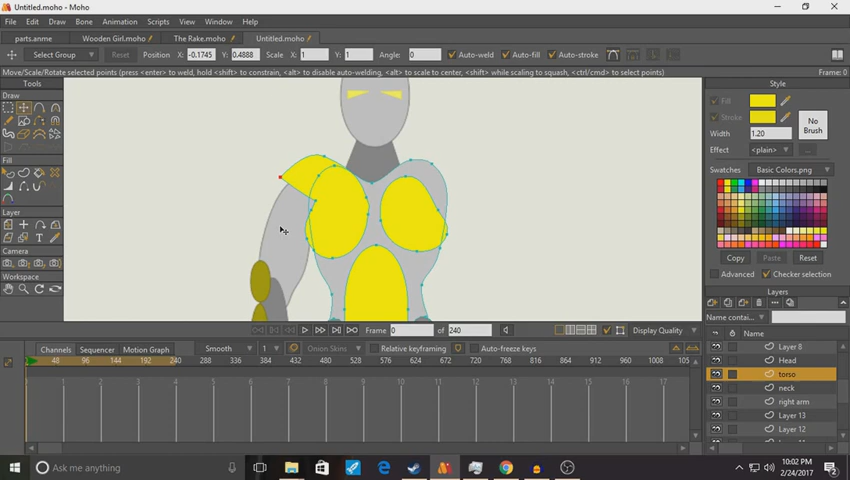 Untitled.moho - Moho
File Edit Draw Bone Animation Scripts View Window Help
parts.anme Wooden Girl.moho The Rake.moho Untitled.moho
Select Group Reset Position X: -0.1745 Y: 0.4888 Scale X: 1 Y: 1 Angle: 0 Auto-weld Auto-fill Auto-stroke
Move/Scale/Rotate selected points (press <enter> to weld, hold <shift> to constrain, <alt> to disable auto-welding, <alt> to scale to center, <shift> while scaling to squash, <ctrl/cmd> to select points) Frame: 0
Tools
Draw
Fill
Layer
Camera
Workspace
Style
Fill
Stroke
No Brush
Width 1.20
Effect <plain>
Swatches Basic Colors.png
Copy Paste Reset
Advanced Checker selection
Layers
Name contai...
Name
Layer 8
Head
torso
neck
right arm
Layer 13
Layer 12
Frame 0 of 240 Display Quality
Channels Sequencer Motion Graph Smooth 1 Onion Skins Relative keyframing Auto-freeze keys
48 96 144 192 240 288 336 384 432 480 528 576 624 672 720 768 816 864 912 960 1008 105
1 2 3 4 5 6 7 8 9 10 11 12 13 14 15 16 17
Ask me anything
10:02 PM
2/24/2017
2